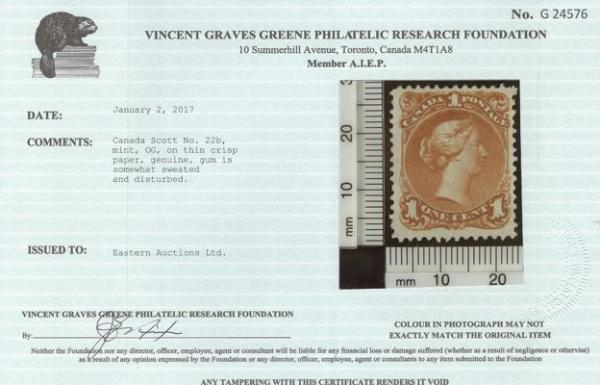 No. G 24576
VINCENT GRAVES GREENE PHILATELIC RESEARCH FOUNDATION
10 Summerhill Avenue, Toronto, Canada M4T1A8
Member A.I.E.P.
DATE:
January 2, 2017
COMMENTS:
Canada Scott No. 22b,
mint, OG, on thin crisp
paper, genuine, gum is
somewhat sweated
and disturbed.
ISSUED TO:
Eastern Auctions Ltd.
CANADA 1 POSTAGE
1 ONE CENT 1
20
10
mm
mm 10 20
VINCENT GRAVES GREENE PHILATELIC RESEARCH FOUNDATION
By:
COLOUR IN PHOTOGRAPH MAY NOT
EXACTLY MATCH THE ORIGINAL ITEM
Neither the Foundation nor any director, officer, employee, agent or consultant will be liable for any financial loss or damage suffered (whether as a result of negligence or otherwise)
as a result of any opinion expressed by the Foundation or any director, officer, employee, agent or consultants to any item submitted to the Foundation
ANY TAMPERING WITH THIS CERTIFICATE RENDERS IT VOID